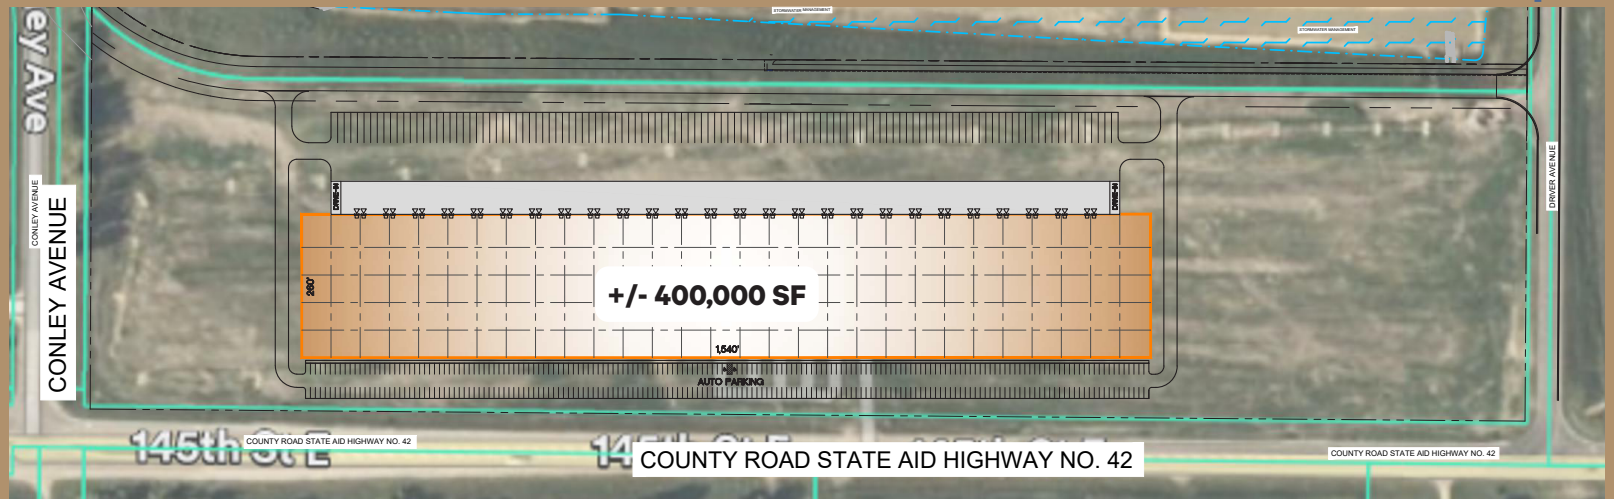 STORMWATER MANAGEMENT
STORMWATER MANAGEMENT
ey Ave
CONLEY AVENUE
CONLEY AVENUE
DRIVER AVENUE
DRIVE-IN
DRIVE-IN
260'
+/- 400,000 SF
1,540'
AUTO PARKING
145th St E
COUNTY ROAD STATE AID HIGHWAY NO. 42
COUNTY ROAD STATE AID HIGHWAY NO. 42
COUNTY ROAD STATE AID HIGHWAY NO. 42